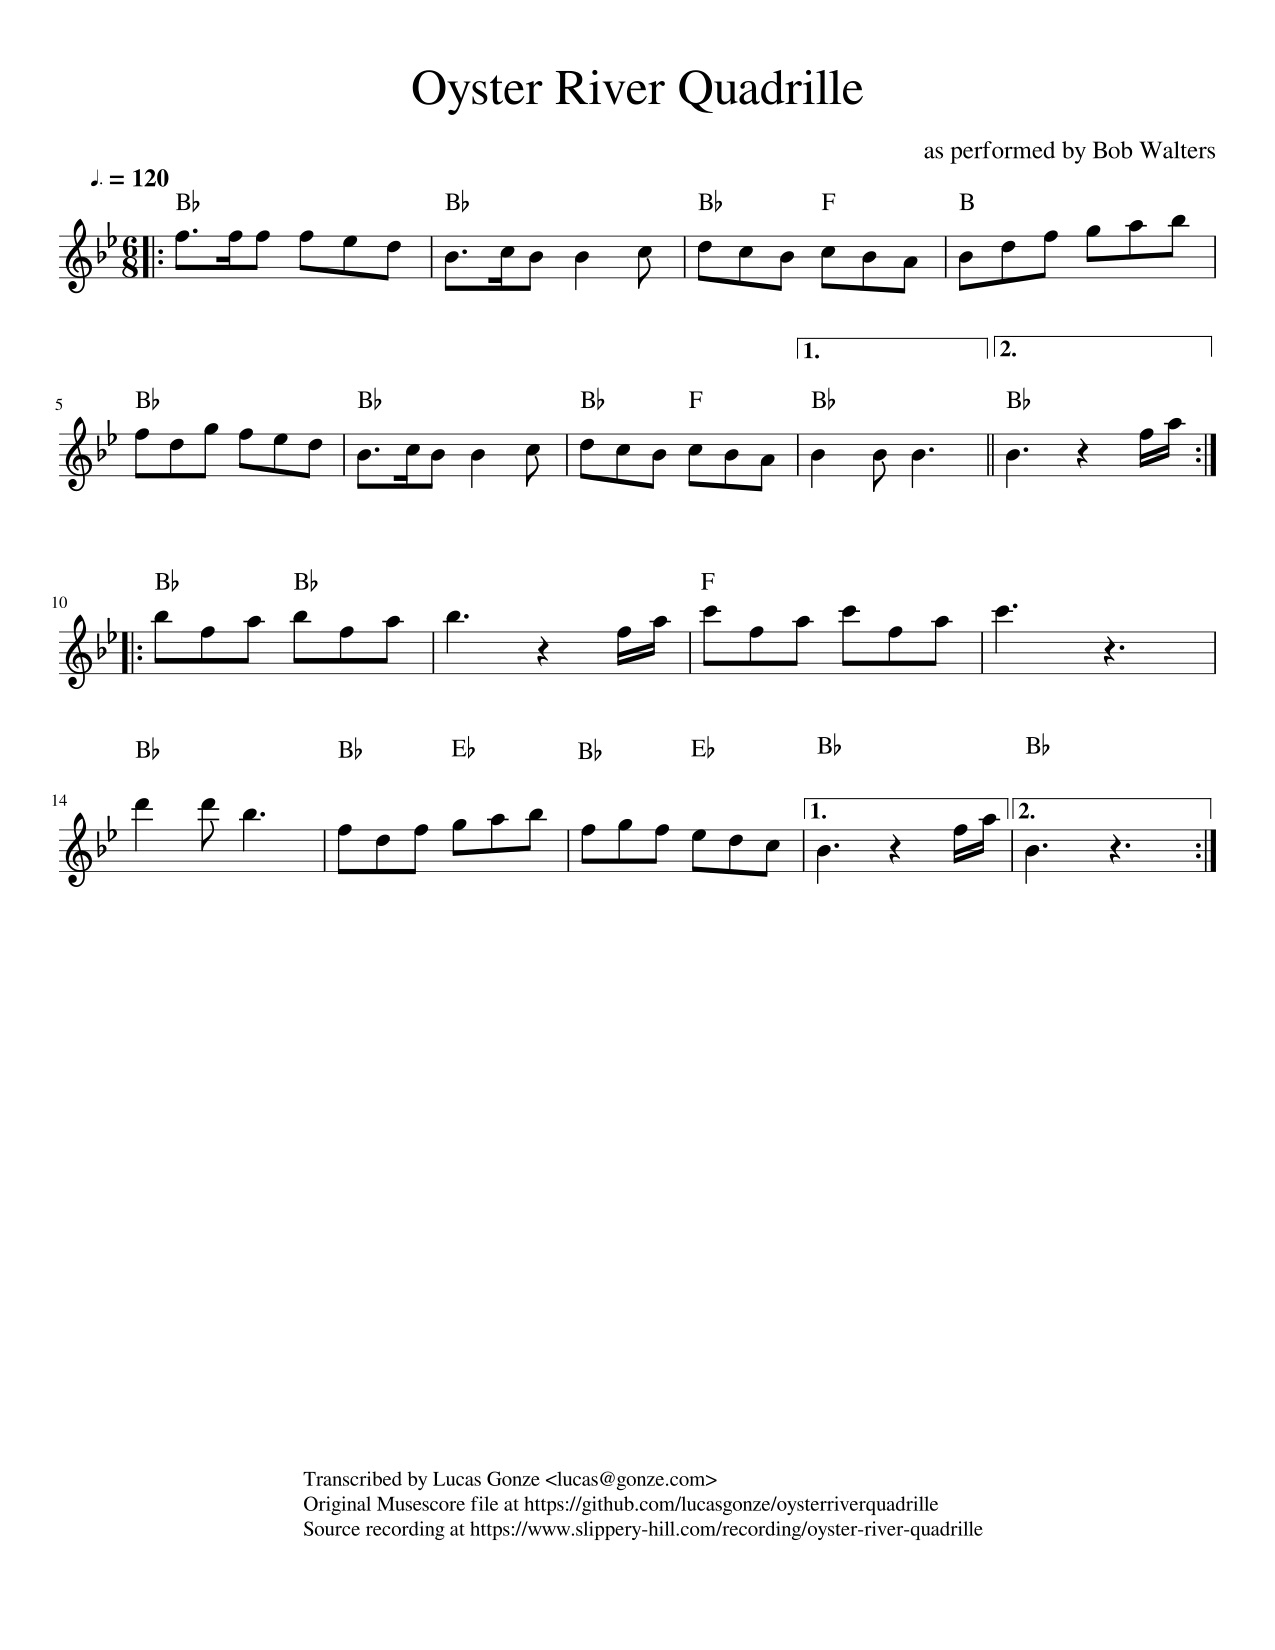 Oyster River Quadrille
as performed by Bob Walters
♩. = 120
B♭ B♭ B♭ F B
6
8
1. 2.
5
B♭ B♭ B♭ F B♭ B♭
10
B♭ B♭ F
B♭ B♭ E♭ B♭ E♭ B♭ B♭
14
1. 2.
Transcribed by Lucas Gonze <lucas@gonze.com>
Original Musescore file at https://github.com/lucasgonze/oysterriverquadrille
Source recording at https://www.slippery-hill.com/recording/oyster-river-quadrille